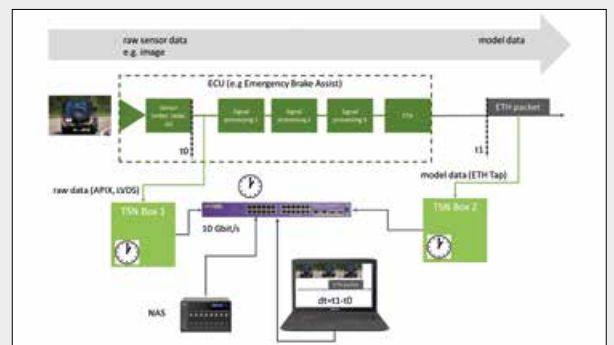 raw sensor data
e.g. image
model data
ECU (e.g Emergency Brake Assist)
Sensor
Signal
processing 1
Signal
processing 2
Signal
ETH
ETH packet
t0
t1
raw data (APIX, LVDS)
model data (ETH Tap)
TSN Box 1
TSN Box 2
10 Gbit/s
NAS
dt=t1-t0